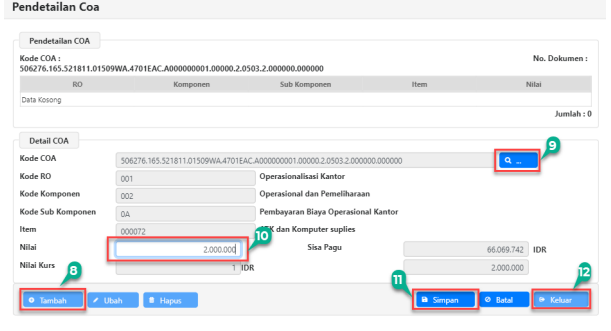 Pendetailan Coa
Pendetailan COA
Kode COA : No. Dokumen :
506276.165.521811.01509WA.4701EAC.A000000001.00000.2.0503.2.000000.000000
RO Komponen Sub Komponen Item Nilai
Data Kosong
Jumlah : 0
Detail COA
9
Kode COA 506276.165.521811.01509WA.4701EAC.A000000001.00000.2.0503.2.000000.000000 ...
Kode RO 001 Operasionalisasi Kantor
Kode Komponen 002 Operasional dan Pemeliharaan
Kode Sub Komponen 0A Pembayaran Biaya Operasional Kantor
Item 000072 dan Komputer suplies
10
Nilai 2.000.000 Sisa Pagu 66.069.742 IDR
Nilai Kurs 1 IDR 2.000.000
8 11 12
Tambah Ubah Hapus Simpan Batal Keluar